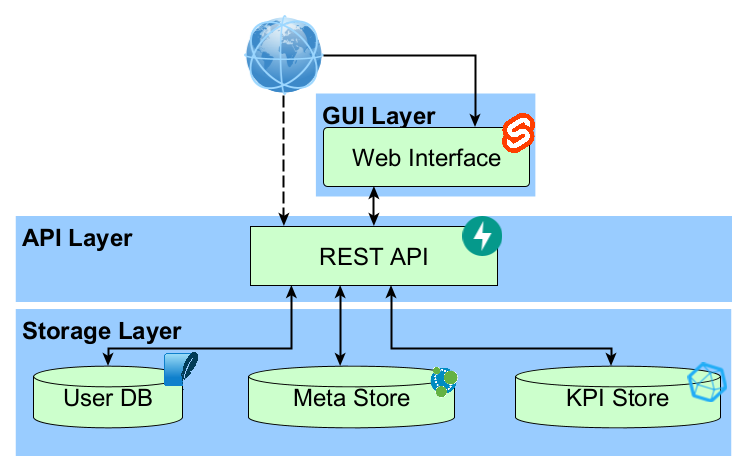 GUI Layer
Web Interface
API Layer
REST API
Storage Layer
User DB
Meta Store
KPI Store